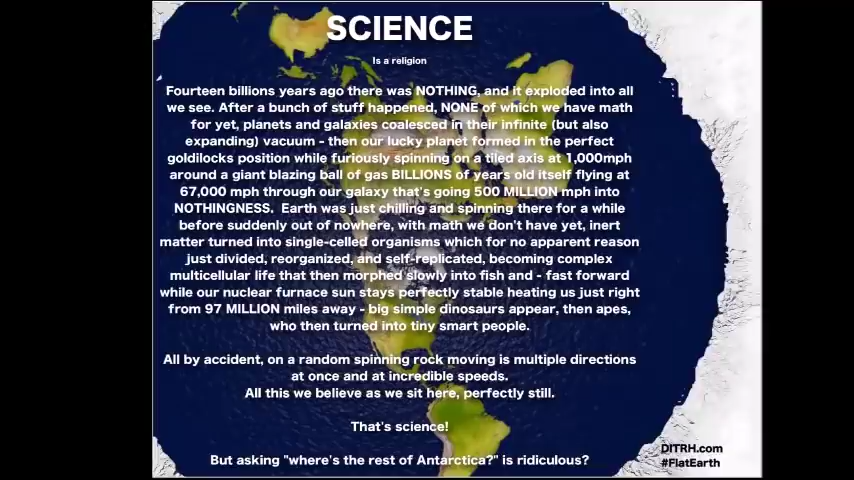 SCIENCE
Is a religion
Fourteen billions years ago there was NOTHING, and it exploded into all
we see. After a bunch of stuff happened, NONE of which we have math
for yet, planets and galaxies coalesced in their infinite (but also
expanding) vacuum - then our lucky planet formed in the perfect
goldilocks position while furiously spinning on a tiled axis at 1,000mph
around a giant blazing ball of gas BILLIONS of years old itself flying at
67,000 mph through our galaxy that's going 500 MILLION mph into
NOTHINGNESS. Earth was just chilling and spinning there for a while
before suddenly out of nowhere, with math we don't have yet, inert
matter turned into single-celled organisms which for no apparent reason
just divided, reorganized, and self-replicated, becoming complex
multicellular life that then morphed slowly into fish and - fast forward
while our nuclear furnace sun stays perfectly stable heating us just right
from 97 MILLION miles away - big simple dinosaurs appear, then apes,
who then turned into tiny smart people.
All by accident, on a random spinning rock moving is multiple directions
at once and at incredible speeds.
All this we believe as we sit here, perfectly still.
That's science!
But asking "where's the rest of Antarctica?" is ridiculous?
DITRH.com
#FlatEarth